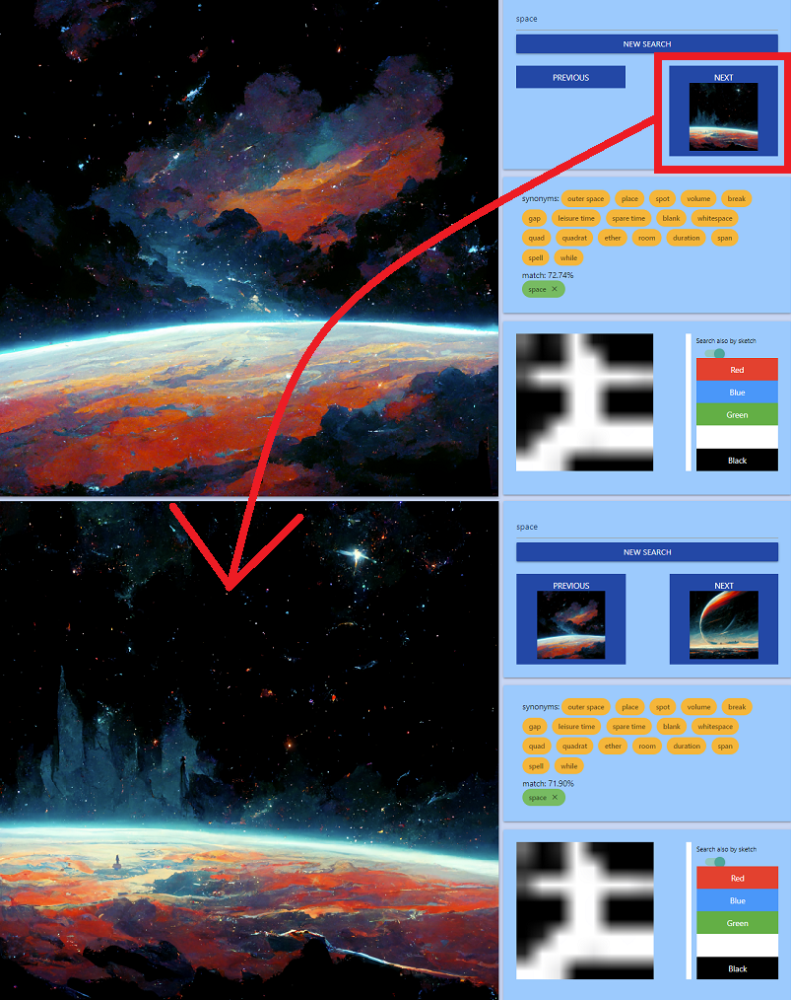 space
NEW SEARCH
PREVIOUS NEXT
synonyms: outer space place spot volume break
gap leisure time spare time blank whitespace
quad quadrat ether room duration span
spell while
match: 72.74%
space ✕
Search also by sketch
Red
Blue
Green
Black
space
NEW SEARCH
PREVIOUS NEXT
synonyms: outer space place spot volume break
gap leisure time spare time blank whitespace
quad quadrat ether room duration span
spell while
match: 71.90%
space ✕
Search also by sketch
Red
Blue
Green
Black